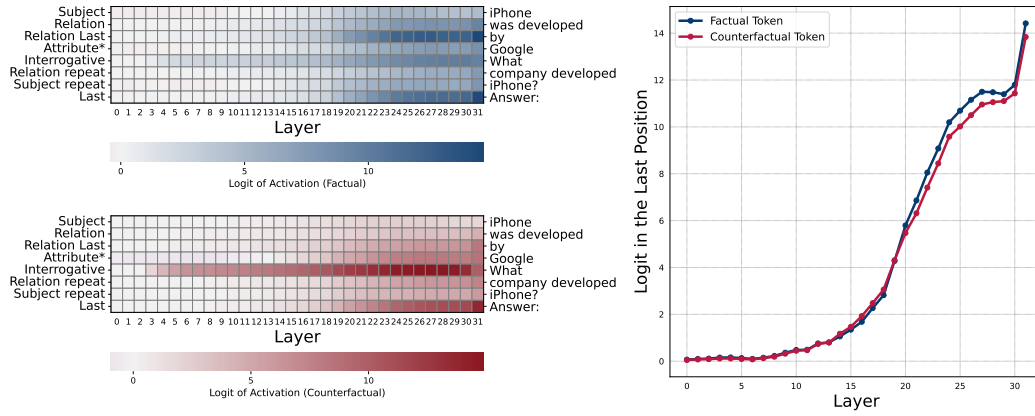 Subject
Relation
Relation Last
Attribute*
Interrogative
Relation repeat
Subject repeat
Last
iPhone
was developed
by
Google
What
company developed
iPhone?
Answer:
0 1 2 3 4 5 6 7 8 9 10 11 12 13 14 15 16 17 18 19 20 21 22 23 24 25 26 27 28 29 30 31
Layer
0 5 10
Logit of Activation (Factual)
Subject
Relation
Relation Last
Attribute*
Interrogative
Relation repeat
Subject repeat
Last
iPhone
was developed
by
Google
What
company developed
iPhone?
Answer:
0 1 2 3 4 5 6 7 8 9 10 11 12 13 14 15 16 17 18 19 20 21 22 23 24 25 26 27 28 29 30 31
Layer
0 5 10
Logit of Activation (Counterfactual)
Logit in the Last Position
14
12
10
8
6
4
2
0
Factual Token
Counterfactual Token
0 5 10 15 20 25 30
Layer